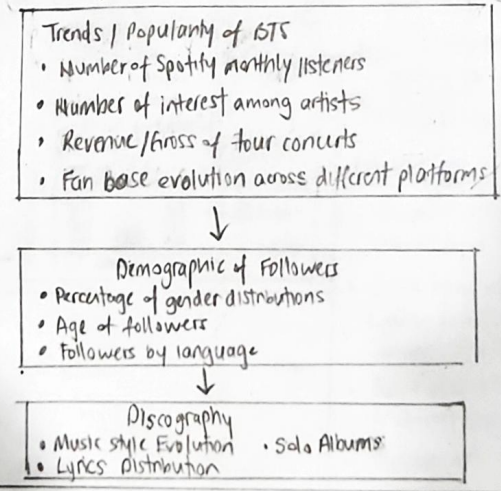 Trends / Popularity of BTS
• Number of Spotify monthly listeners
• Number of interest among artists
• Revenue/Gross of tour concerts
• Fan base evolution across different platforms
Demographic of Followers
• Percentage of gender distributions
• Age of followers
• Followers by language
Discography
• Music style Evolution • Solo Albums
• Lyrics Distribution